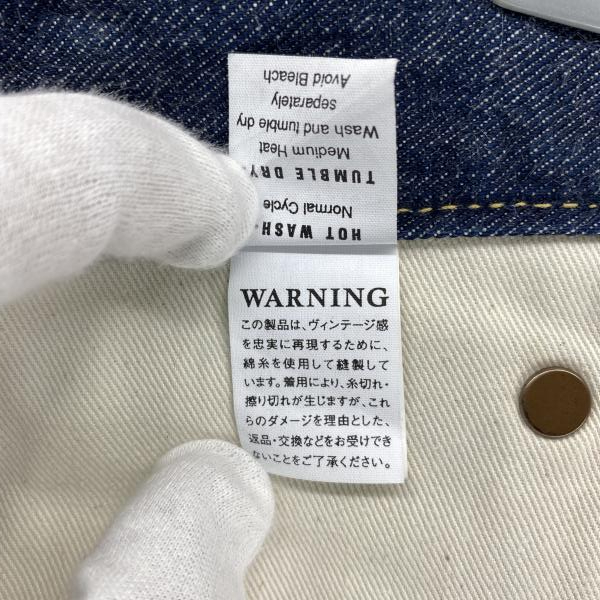 HOT WASH.
Normal Cycle
TUMBLE DRY.
Medium Heat
Wash and tumble dry
separately
Avoid Bleach
WARNING
この製品は、ヴィンテージ感
を忠実に再現するために、
綿糸を使用して縫製して
います。着用により、糸切れ・
擦り切れが生じますが、これ
らのダメージを理由とした、
返品・交換などをお受けでき
ないことをご了承ください。